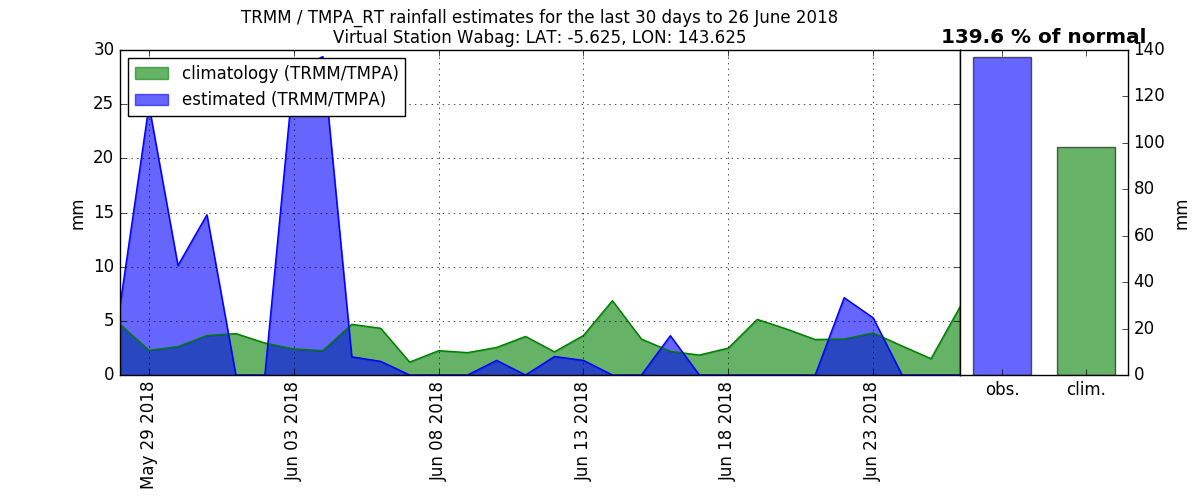 TRMM / TMPA_RT rainfall estimates for the last 30 days to 26 June 2018
Virtual Station Wabag: LAT: -5.625, LON: 143.625
139.6 % of normal
climatology (TRMM/TMPA)
estimated (TRMM/TMPA)
30
25
20
15
10
5
0
mm
May 29 2018
Jun 03 2018
Jun 08 2018
Jun 13 2018
Jun 18 2018
Jun 23 2018
obs.
clim.
140
120
100
80
60
40
20
0
mm